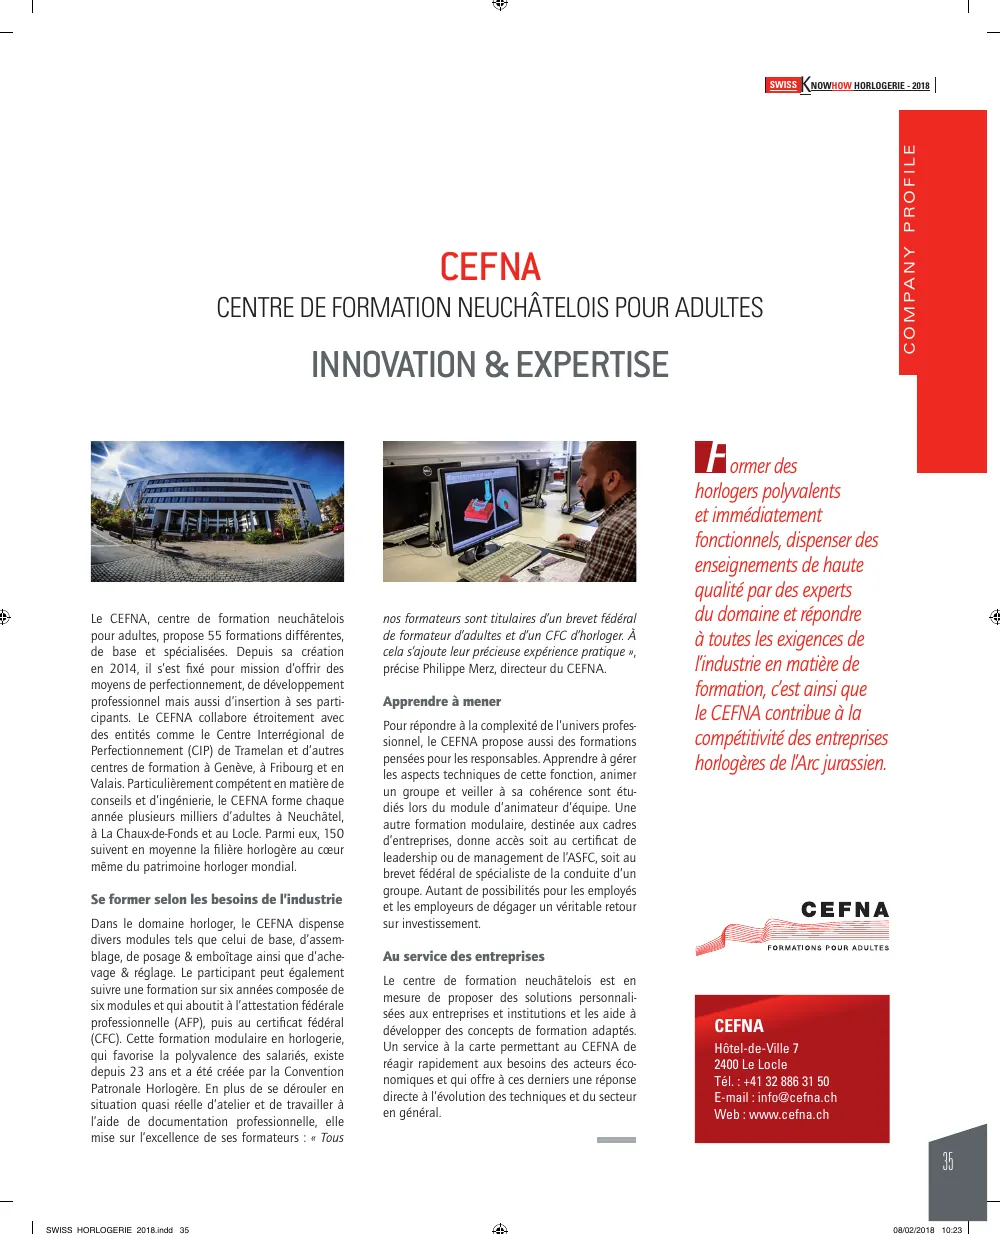 SWISS KNOWHOW HORLOGERIE - 2018
COMPANY PROFILE
CEFNA
CENTRE DE FORMATION NEUCHÂTELOIS POUR ADULTES
INNOVATION & EXPERTISE
Le CEFNA, centre de formation neuchâtelois
pour adultes, propose 55 formations différentes,
de base et spécialisées. Depuis sa création
en 2014, il s’est fixé pour mission d’offrir des
moyens de perfectionnement, de développement
professionnel mais aussi d’insertion à ses parti-
cipants. Le CEFNA collabore étroitement avec
des entités comme le Centre Interrégional de
Perfectionnement (CIP) de Tramelan et d’autres
centres de formation à Genève, à Fribourg et en
Valais. Particulièrement compétent en matière de
conseils et d’ingénierie, le CEFNA forme chaque
année plusieurs milliers d’adultes à Neuchâtel,
à La Chaux-de-Fonds et au Locle. Parmi eux, 150
suivent en moyenne la filière horlogère au cœur
même du patrimoine horloger mondial.
Se former selon les besoins de l’industrie
Dans le domaine horloger, le CEFNA dispense
divers modules tels que celui de base, d’assem-
blage, de posage & emboîtage ainsi que d’ache-
vage & réglage. Le participant peut également
suivre une formation sur six années composée de
six modules et qui aboutit à l’attestation fédérale
professionnelle (AFP), puis au certificat fédéral
(CFC). Cette formation modulaire en horlogerie,
qui favorise la polyvalence des salariés, existe
depuis 23 ans et a été créée par la Convention
Patronale Horlogère. En plus de se dérouler en
situation quasi réelle d’atelier et de travailler à
l’aide de documentation professionnelle, elle
mise sur l’excellence de ses formateurs : « Tous
nos formateurs sont titulaires d’un brevet fédéral
de formateur d’adultes et d’un CFC d’horloger. À
cela s’ajoute leur précieuse expérience pratique »,
précise Philippe Merz, directeur du CEFNA.
Apprendre à mener
Pour répondre à la complexité de l’univers profes-
sionnel, le CEFNA propose aussi des formations
pensées pour les responsables. Apprendre à gérer
les aspects techniques de cette fonction, animer
un groupe et veiller à sa cohérence sont étu-
diés lors du module d’animateur d’équipe. Une
autre formation modulaire, destinée aux cadres
d’entreprises, donne accès soit au certificat de
leadership ou de management de l’ASFC, soit au
brevet fédéral de spécialiste de la conduite d’un
groupe. Autant de possibilités pour les employés
et les employeurs de dégager un véritable retour
sur investissement.
Au service des entreprises
Le centre de formation neuchâtelois est en
mesure de proposer des solutions personnali-
sées aux entreprises et institutions et les aide à
développer des concepts de formation adaptés.
Un service à la carte permettant au CEFNA de
réagir rapidement aux besoins des acteurs éco-
nomiques et qui offre à ces derniers une réponse
directe à l’évolution des techniques et du secteur
en général.
Former des
horlogers polyvalents
et immédiatement
fonctionnels, dispenser des
enseignements de haute
qualité par des experts
du domaine et répondre
à toutes les exigences de
l’industrie en matière de
formation, c’est ainsi que
le CEFNA contribue à la
compétitivité des entreprises
horlogères de l’Arc jurassien.
CEFNA
FORMATIONS POUR ADULTES
CEFNA
Hôtel-de-Ville 7
2400 Le Locle
Tél. : +41 32 886 31 50
E-mail : info@cefna.ch
Web : www.cefna.ch
35
SWISS HORLOGERIE 2018.indd 35
08/02/2018 10:23